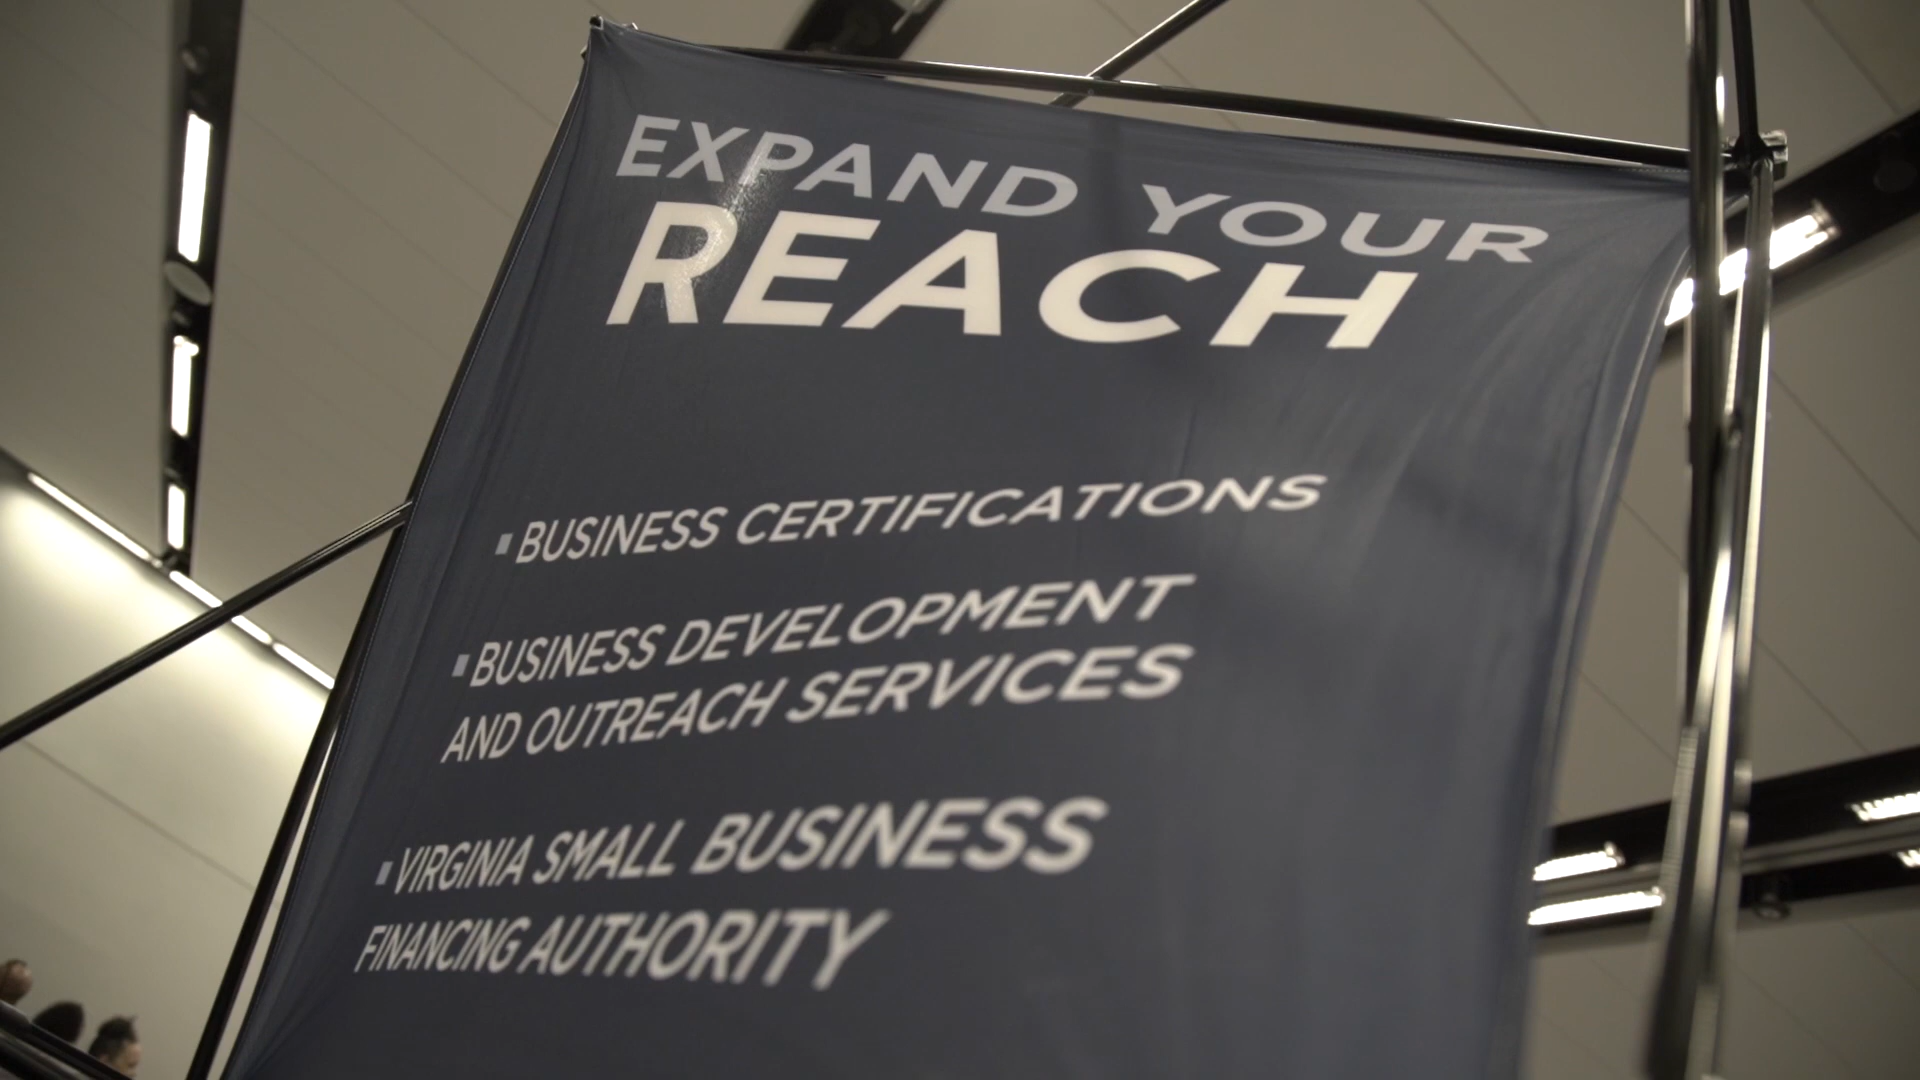 EXPAND YOUR
REACH
▪ BUSINESS CERTIFICATIONS
▪ BUSINESS DEVELOPMENT
AND OUTREACH SERVICES
▪ VIRGINIA SMALL BUSINESS
FINANCING AUTHORITY